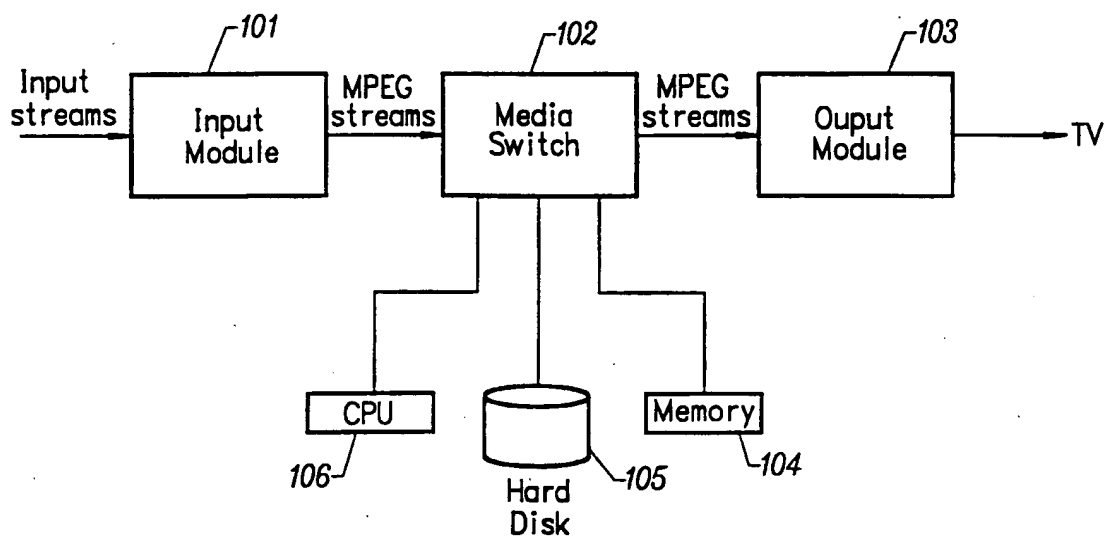 101
102
103
Input
streams
Input
Module
MPEG
streams
Media
Switch
MPEG
streams
Ouput
Module
TV
CPU
106
Hard
Disk
105
Memory
104